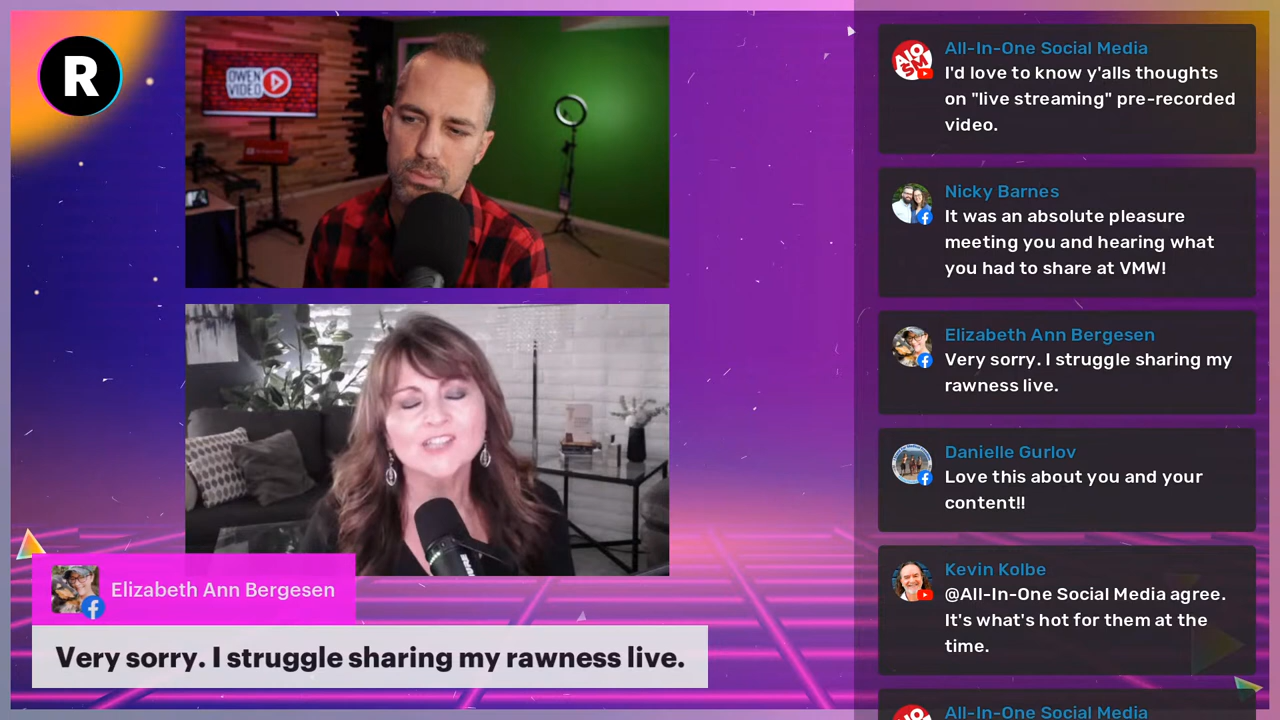 R
OWEN
VIDEO
All-In-One Social Media
I'd love to know y'alls thoughts
on "live streaming" pre-recorded
video.
Nicky Barnes
It was an absolute pleasure
meeting you and hearing what
you had to share at VMW!
Elizabeth Ann Bergesen
Very sorry. I struggle sharing my
rawness live.
Danielle Gurlov
Love this about you and your
content!!
Kevin Kolbe
@All-In-One Social Media agree.
It's what's hot for them at the
time.
All-In-One Social Media
Elizabeth Ann Bergesen
Very sorry. I struggle sharing my rawness live.